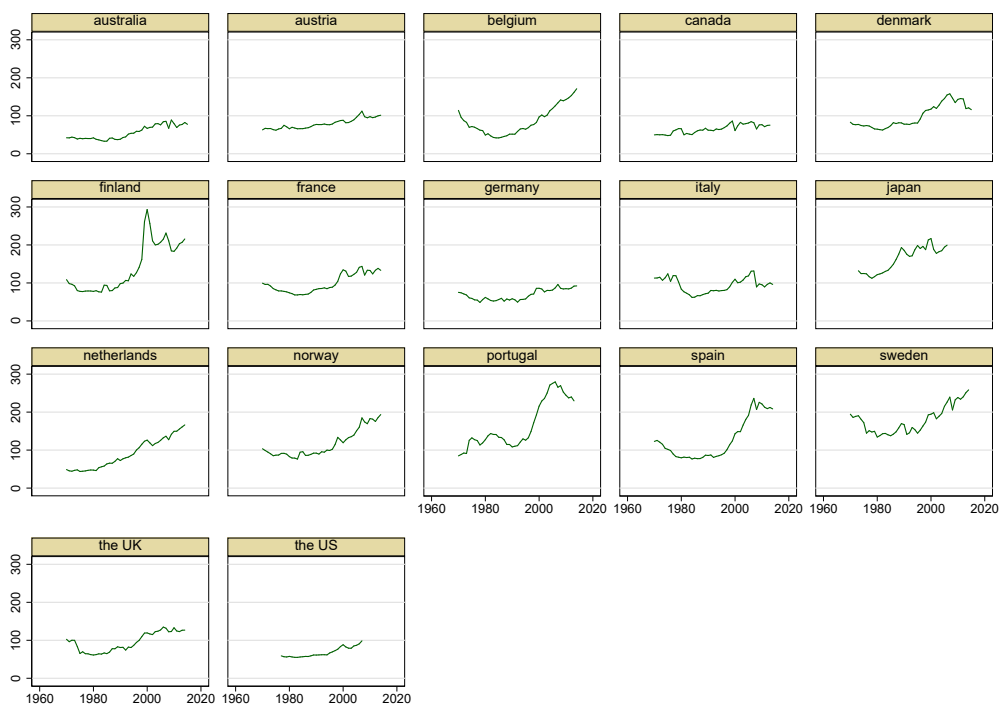 australia austria belgium canada denmark
300
200
100
0
finland france germany italy japan
300
200
100
0
netherlands norway portugal spain sweden
300
200
100
0
1960 1980 2000 2020 1960 1980 2000 2020 1960 1980 2000 2020
the UK the US
300
200
100
0
1960 1980 2000 2020 1960 1980 2000 2020